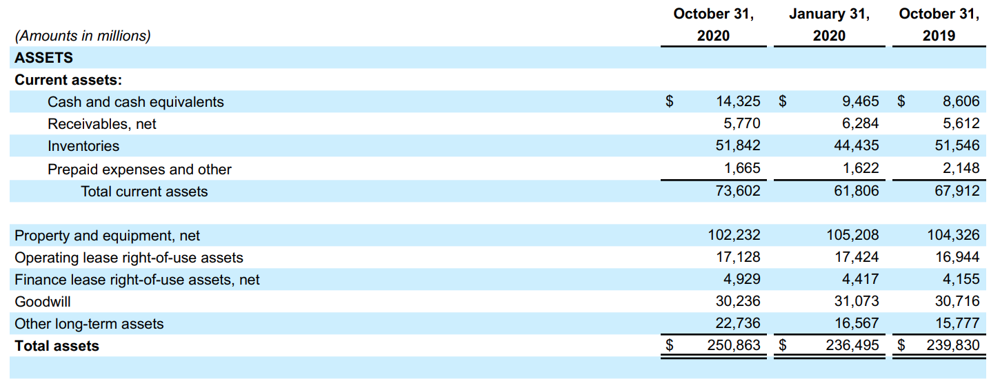 October 31, January 31, October 31,
(Amounts in millions) 2020 2020 2019
ASSETS
Current assets:
Cash and cash equivalents $ 14,325 $ 9,465 $ 8,606
Receivables, net 5,770 6,284 5,612
Inventories 51,842 44,435 51,546
Prepaid expenses and other 1,665 1,622 2,148
Total current assets 73,602 61,806 67,912
Property and equipment, net 102,232 105,208 104,326
Operating lease right-of-use assets 17,128 17,424 16,944
Finance lease right-of-use assets, net 4,929 4,417 4,155
Goodwill 30,236 31,073 30,716
Other long-term assets 22,736 16,567 15,777
Total assets $ 250,863 $ 236,495 $ 239,830